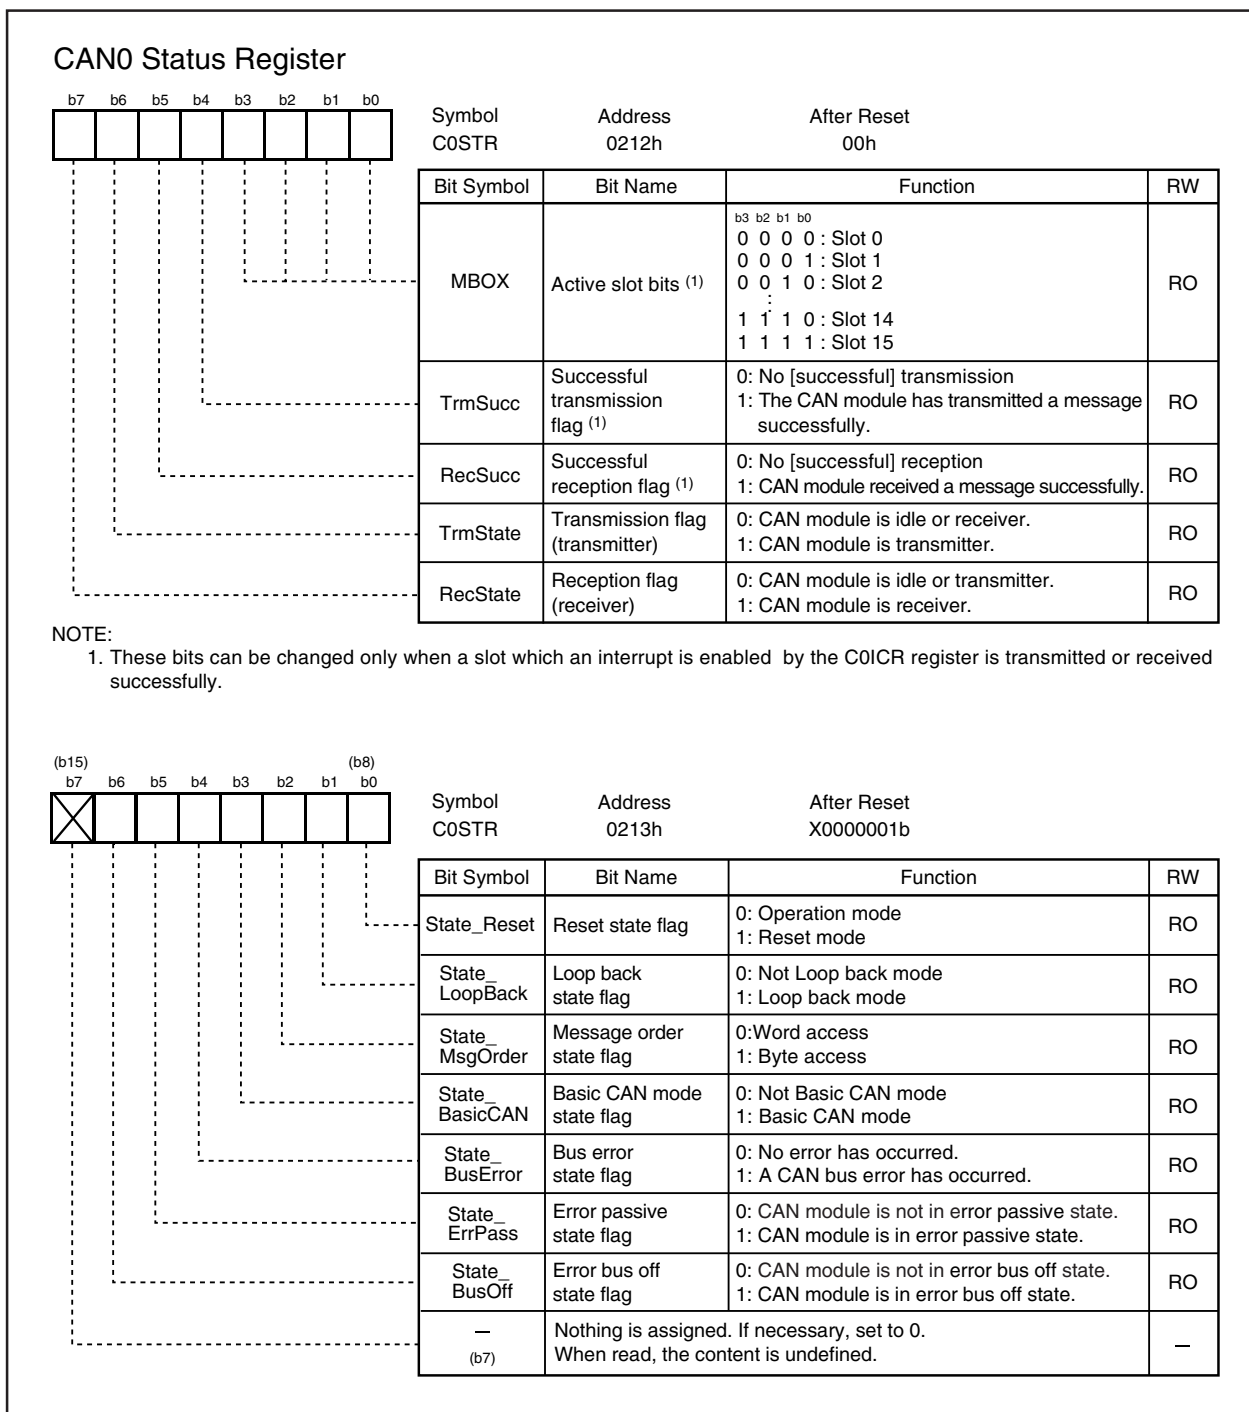 CAN0 Status Register
b7 b6 b5 b4 b3 b2 b1 b0
Symbol Address After Reset
C0STR 0212h 00h
Bit Symbol Bit Name Function RW
MBOX Active slot bits (1) RO
b3 b2 b1 b0
0 0 0 0 : Slot 0
0 0 0 1 : Slot 1
0 0 1 0 : Slot 2
:
1 1 1 0 : Slot 14
1 1 1 1 : Slot 15
TrmSucc RO
Successful
transmission
flag (1)
0: No [successful] transmission
1: The CAN module has transmitted a message
successfully.
RecSucc RO
Successful
reception flag (1)
0: No [successful] reception
1: CAN module received a message successfully.
TrmState RO
Transmission flag
(transmitter)
0: CAN module is idle or receiver.
1: CAN module is transmitter.
RecState RO
Reception flag
(receiver)
0: CAN module is idle or transmitter.
1: CAN module is receiver.
NOTE:
1. These bits can be changed only when a slot which an interrupt is enabled by the C0ICR register is transmitted or received
successfully.
(b15) (b8)
b7 b6 b5 b4 b3 b2 b1 b0
Symbol Address After Reset
C0STR 0213h X0000001b
Bit Symbol Bit Name Function RW
State_Reset Reset state flag RO
0: Operation mode
1: Reset mode
State_
LoopBack
Loop back
state flag
0: Not Loop back mode
1: Loop back mode
RO
State_
MsgOrder
Message order
state flag
0:Word access
1: Byte access
RO
State_
BasicCAN
Basic CAN mode
state flag
0: Not Basic CAN mode
1: Basic CAN mode
RO
State_
BusError
Bus error
state flag
0: No error has occurred.
1: A CAN bus error has occurred.
RO
State_
ErrPass
Error passive
state flag
0: CAN module is not in error passive state.
1: CAN module is in error passive state.
RO
State_
BusOff
Error bus off
state flag
0: CAN module is not in error bus off state.
1: CAN module is in error bus off state.
RO
—
(b7)
Nothing is assigned. If necessary, set to 0.
When read, the content is undefined.
—